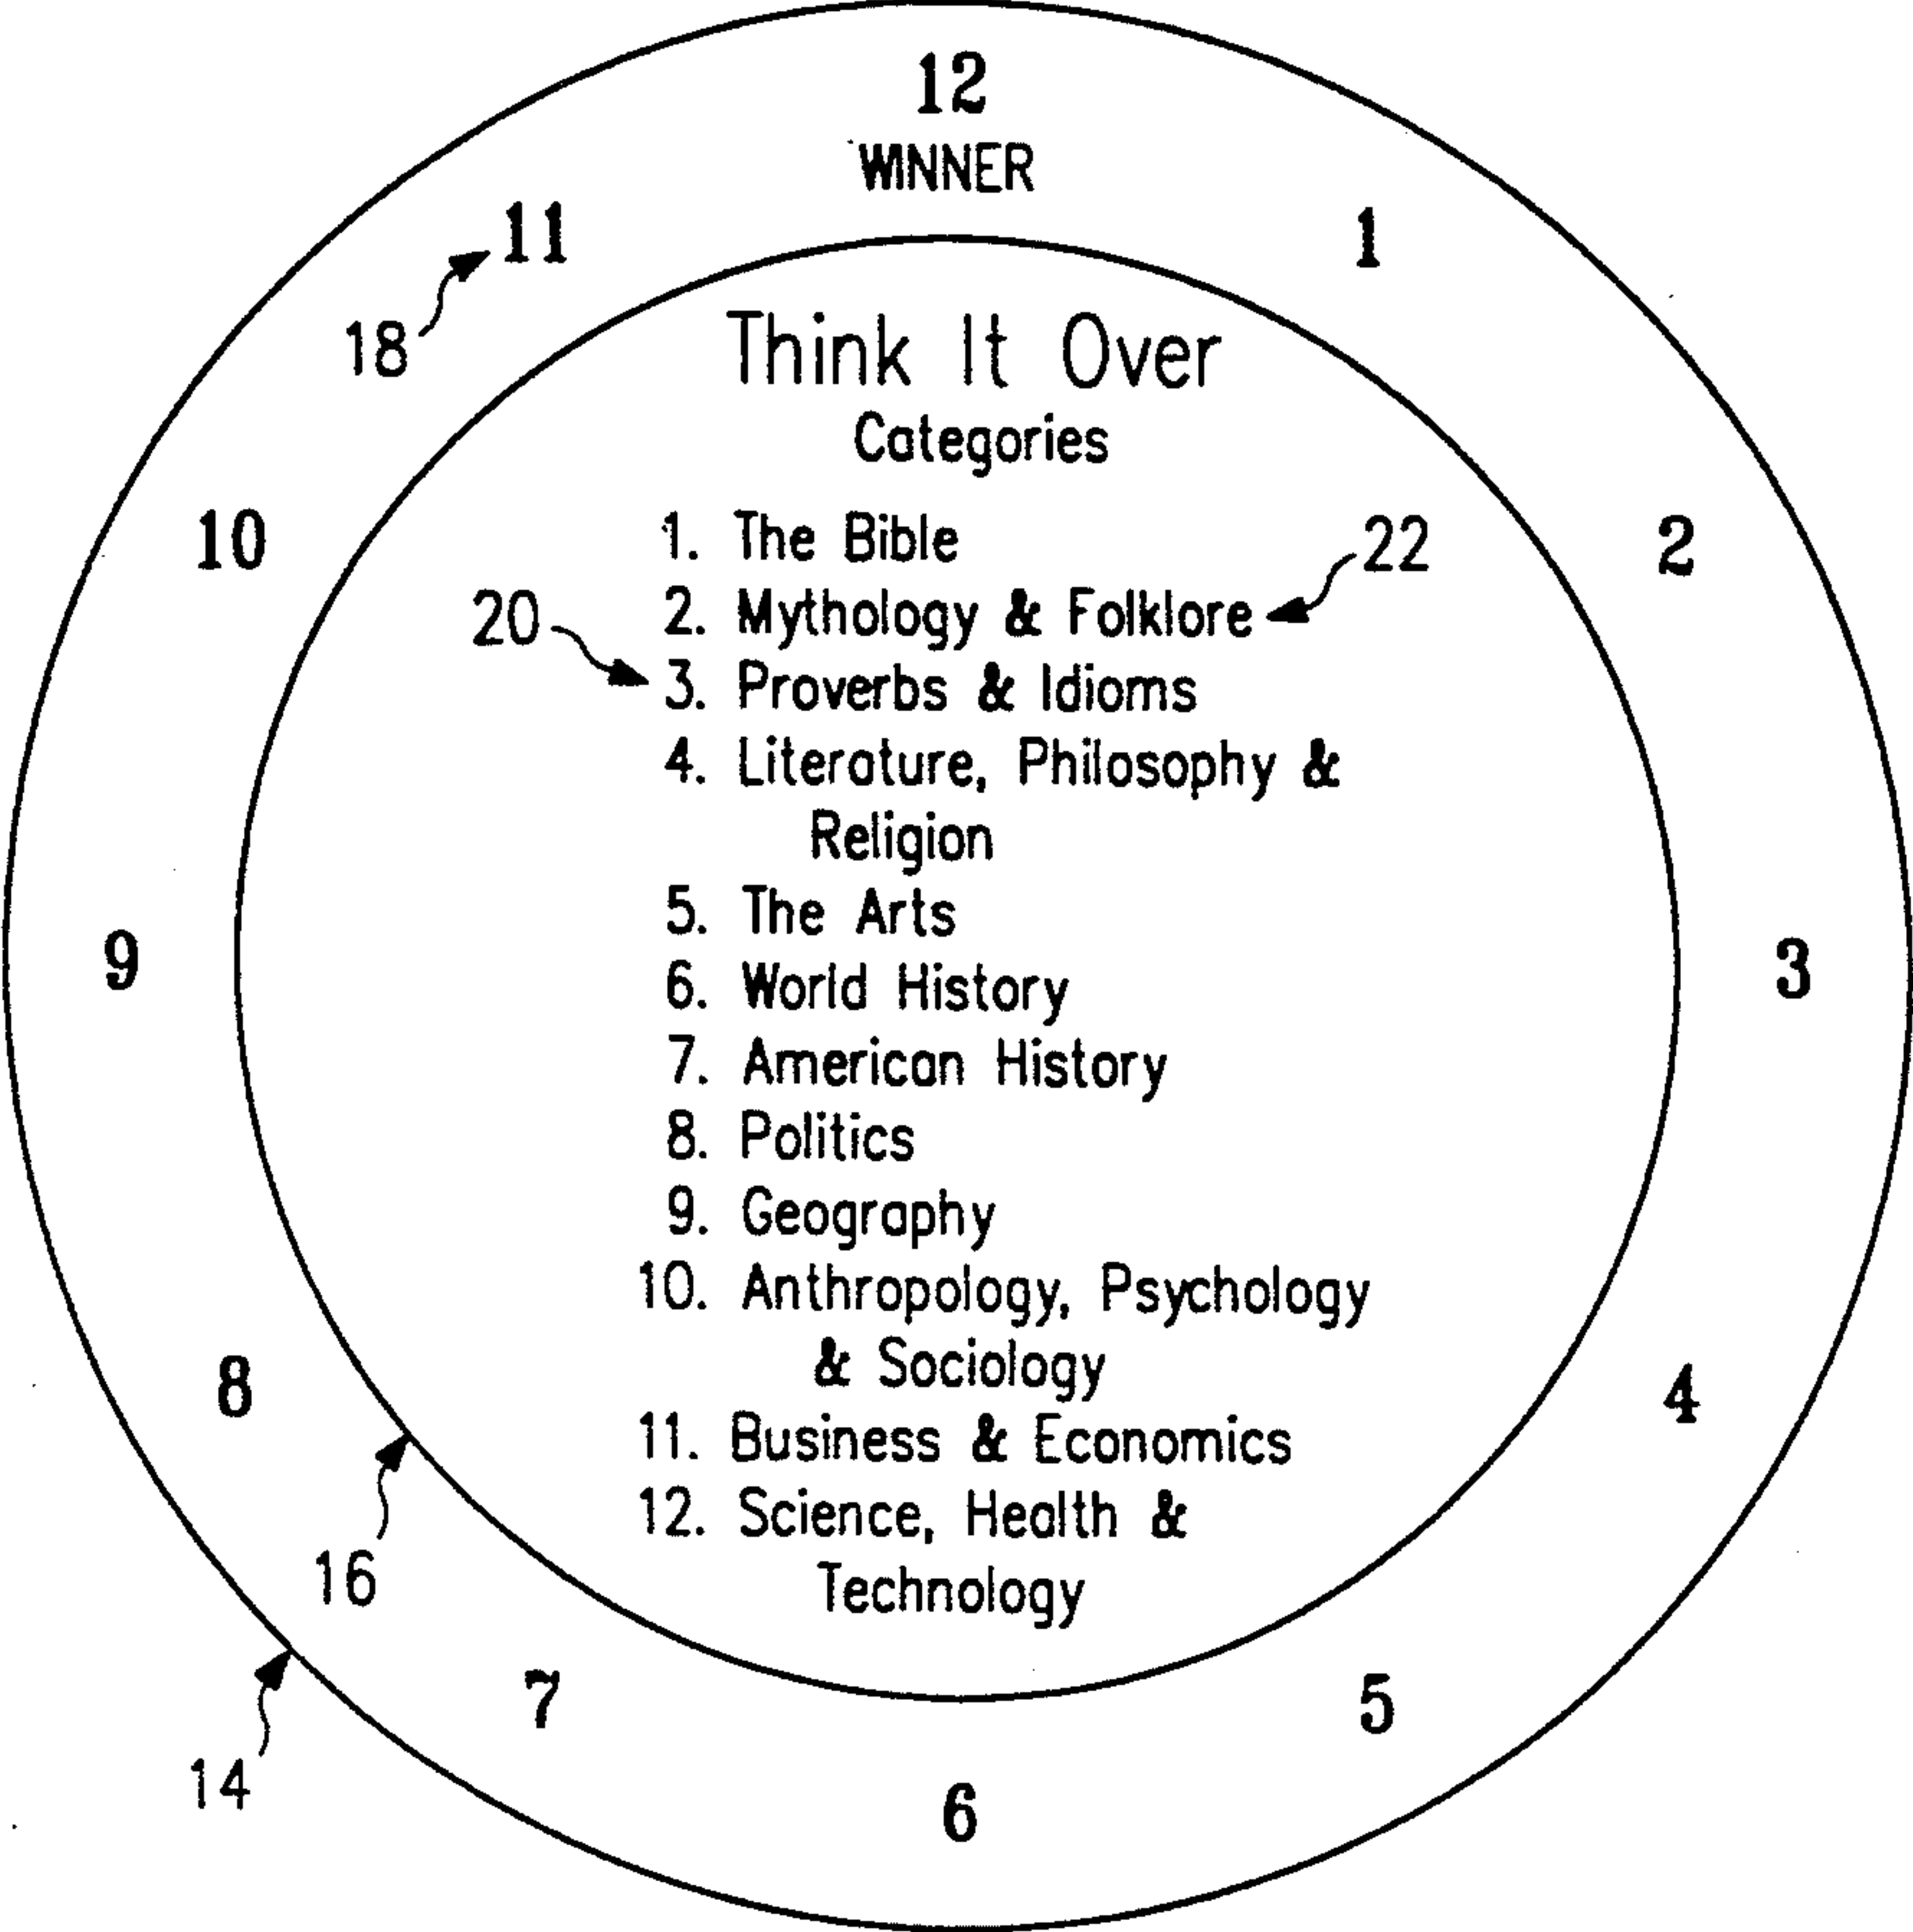 12
WINNER
11
1
18
Think It Over
Categories
10
1. The Bible
22
2
20
2. Mythology & Folklore
3. Proverbs & Idioms
4. Literature, Philosophy &
Religion
5. The Arts
9
6. World History
3
7. American History
8. Politics
9. Geography
10. Anthropology, Psychology
& Sociology
8
4
11. Business & Economics
12. Science, Health &
16
Technology
7
5
14
6